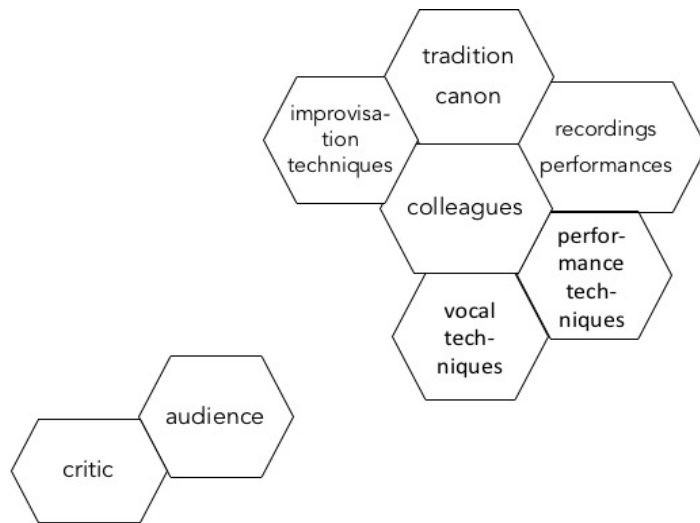 tradition
canon
improvisa-
tion
techniques
recordings
performances
colleagues
perfor-
mance
tech-
niques
vocal
tech-
niques
audience
critic